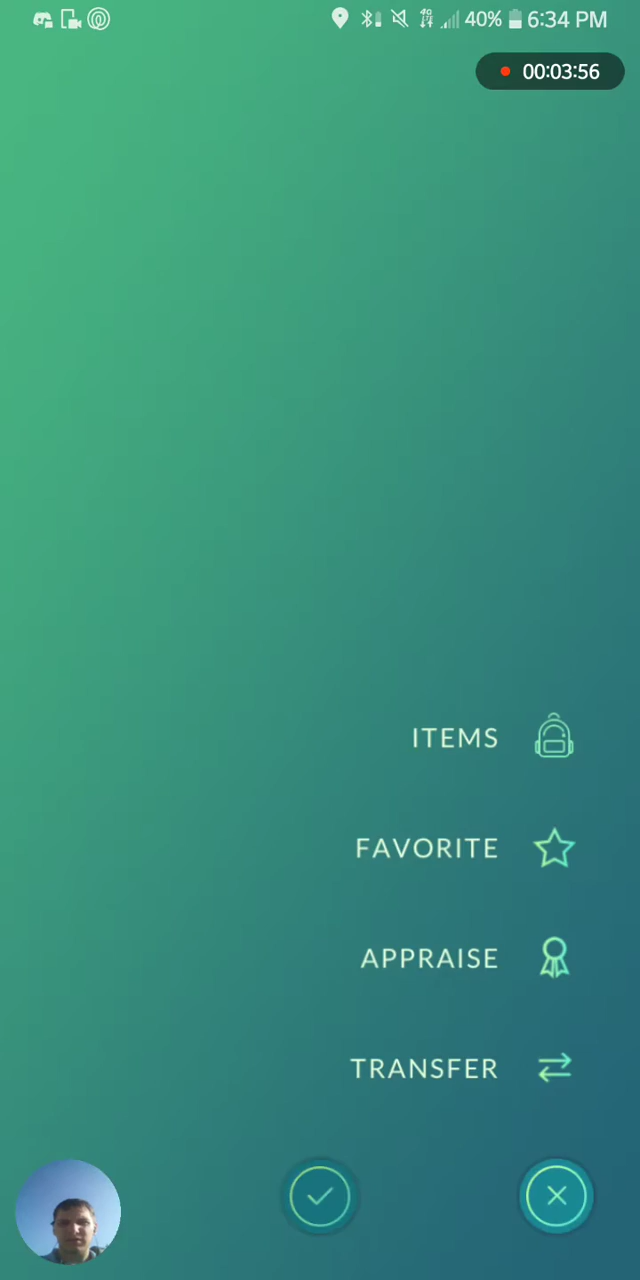 40% 6:34 PM
00:03:56
ITEMS
FAVORITE
APPRAISE
TRANSFER